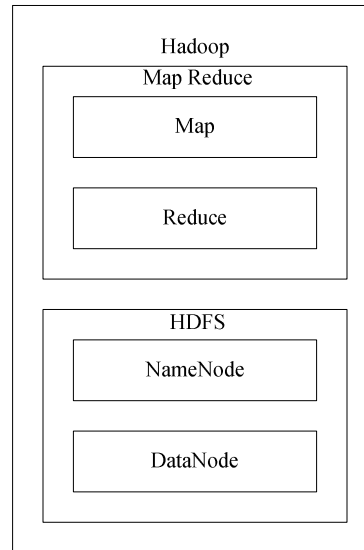 Hadoop
Map Reduce
Map
Reduce
HDFS
NameNode
DataNode